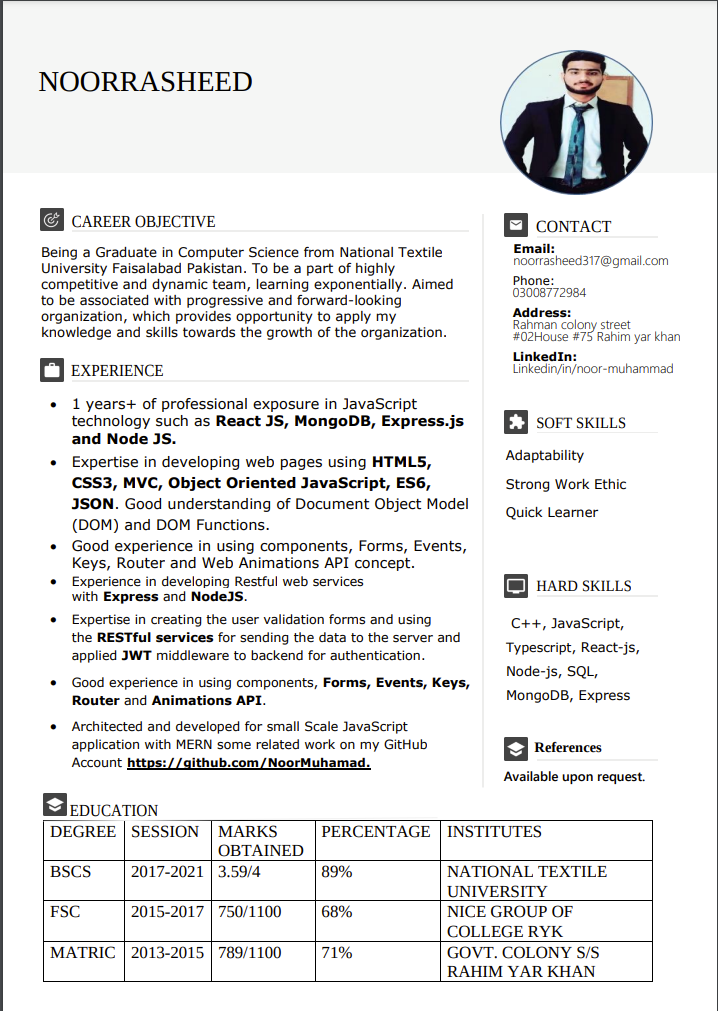 NOORRASHEED
CAREER OBJECTIVE
Being a Graduate in Computer Science from National Textile
University Faisalabad Pakistan. To be a part of highly
competitive and dynamic team, learning exponentially. Aimed
to be associated with progressive and forward-looking
organization, which provides opportunity to apply my
knowledge and skills towards the growth of the organization.
EXPERIENCE
• 1 years+ of professional exposure in JavaScript
technology such as React JS, MongoDB, Express.js
and Node JS.
• Expertise in developing web pages using HTML5,
CSS3, MVC, Object Oriented JavaScript, ES6,
JSON. Good understanding of Document Object Model
(DOM) and DOM Functions.
• Good experience in using components, Forms, Events,
Keys, Router and Web Animations API concept.
• Experience in developing Restful web services
with Express and NodeJS.
• Expertise in creating the user validation forms and using
the RESTful services for sending the data to the server and
applied JWT middleware to backend for authentication.
• Good experience in using components, Forms, Events, Keys,
Router and Animations API.
• Architected and developed for small Scale JavaScript
application with MERN some related work on my GitHub
Account https://github.com/NoorMuhamad.
CONTACT
Email:
noorrasheed317@gmail.com
Phone:
03008772984
Address:
Rahman colony street
#02House #75 Rahim yar khan
LinkedIn:
Linkedin/in/noor-muhammad
SOFT SKILLS
Adaptability
Strong Work Ethic
Quick Learner
HARD SKILLS
C++, JavaScript,
Typescript, React-js,
Node-js, SQL,
MongoDB, Express
References
Available upon request.
EDUCATION
DEGREE SESSION MARKS OBTAINED PERCENTAGE INSTITUTES
BSCS 2017-2021 3.59/4 89% NATIONAL TEXTILE UNIVERSITY
FSC 2015-2017 750/1100 68% NICE GROUP OF COLLEGE RYK
MATRIC 2013-2015 789/1100 71% GOVT. COLONY S/S RAHIM YAR KHAN